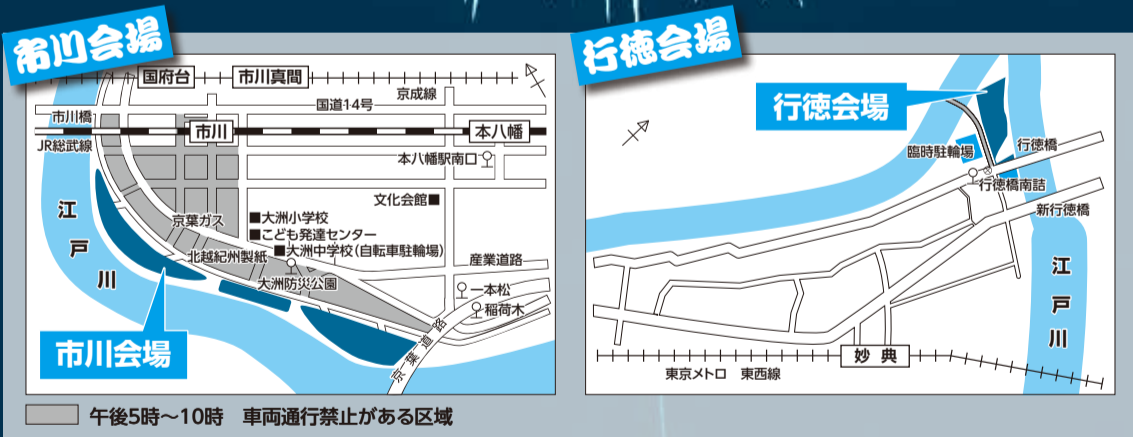 市川会場
国府台
市川真間
京成線
国道14号
市川橋
市川
本八幡
JR総武線
本八幡駅南口
文化会館■
京葉ガス
■大洲小学校
■こども発達センター
■大洲中学校(自転車駐輪場)
北越紀州製紙
大洲防災公園
産業道路
一本松
稲荷木
京葉道路
江戸川
市川会場
午後5時～10時 車両通行禁止がある区域
行徳会場
行徳会場
臨時駐輪場
行徳橋
行徳橋南詰
新行徳橋
江戸川
妙典
東京メトロ 東西線